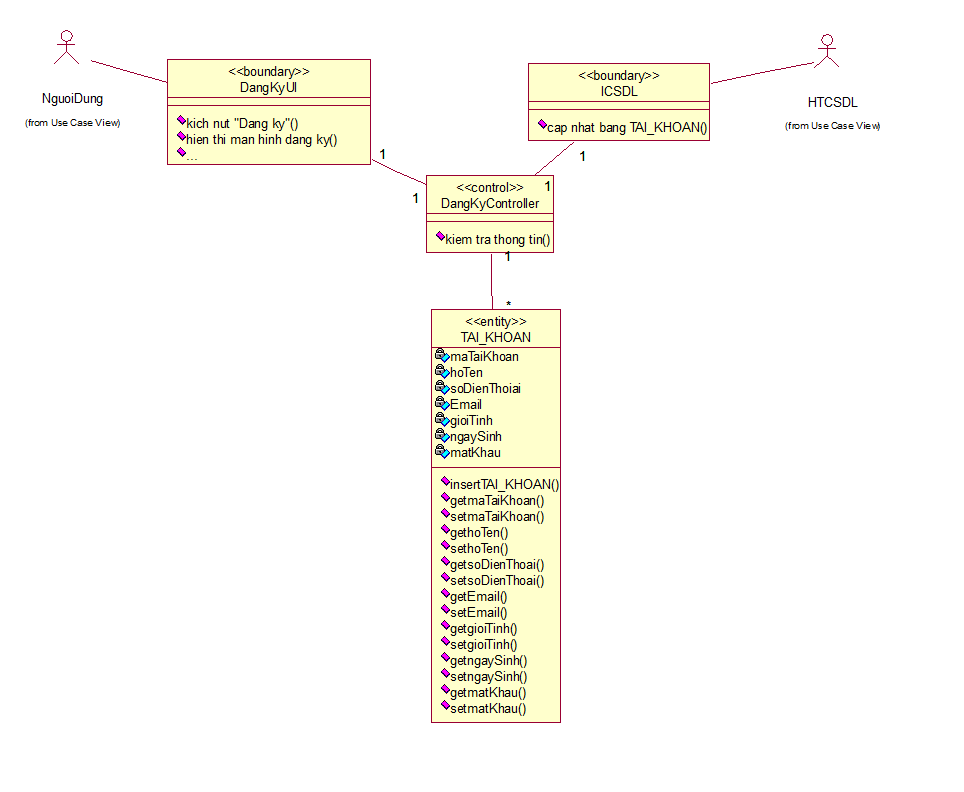 NguoiDung
(from Use Case View)
<<boundary>>
DangKyUI
kich nut "Dang ky"()
hien thi man hinh dang ky()
...
<<boundary>>
ICSDL
cap nhat bang TAI_KHOAN()
HTCSDL
(from Use Case View)
1
1
1
1
<<control>>
DangKyController
kiem tra thong tin()
1
*
<<entity>>
TAI_KHOAN
maTaiKhoan
hoTen
soDienThoiai
Email
gioiTinh
ngaySinh
matKhau
insertTAI_KHOAN()
getmaTaiKhoan()
setmaTaiKhoan()
gethoTen()
sethoTen()
getsoDienThoai()
setsoDienThoai()
getEmail()
setEmail()
getgioiTinh()
setgioiTinh()
getngaySinh()
setngaySinh()
getmatKhau()
setmatKhau()